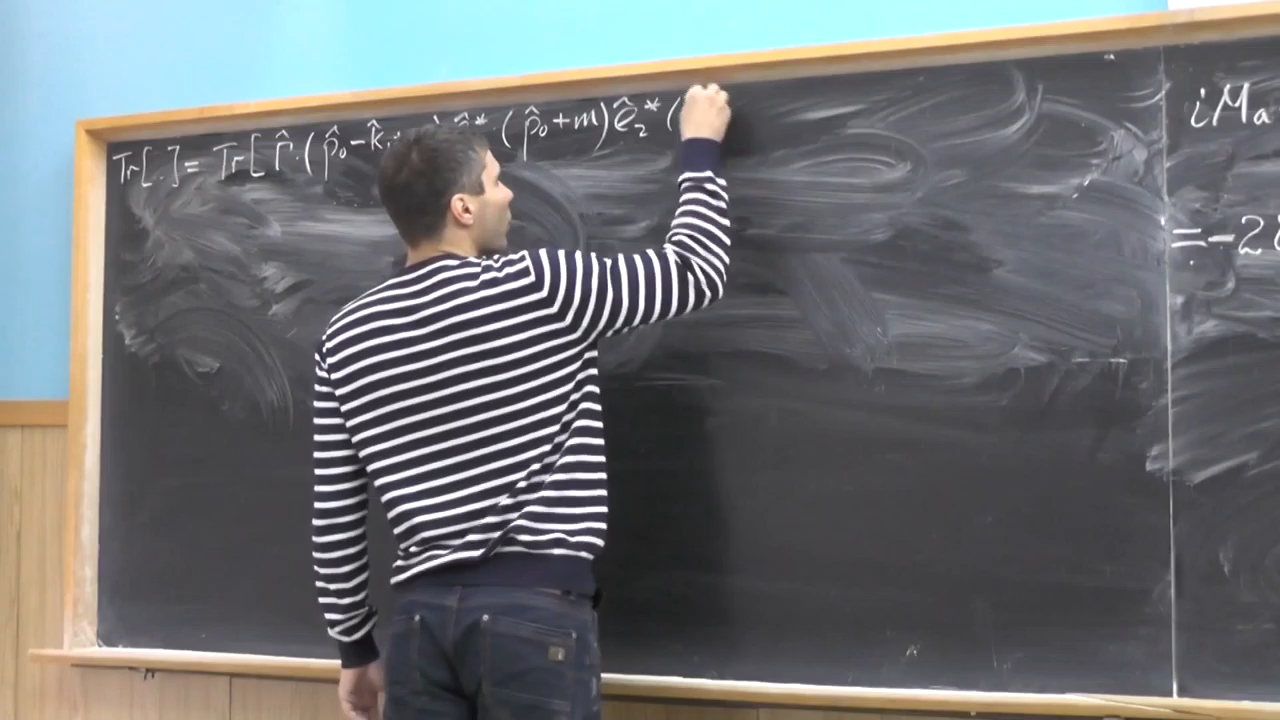 Tr[..] = Tr[ Γ̂·(p̂₀−k̂ · (p̂₀+m) ê₂* (
iMₐ
=−2